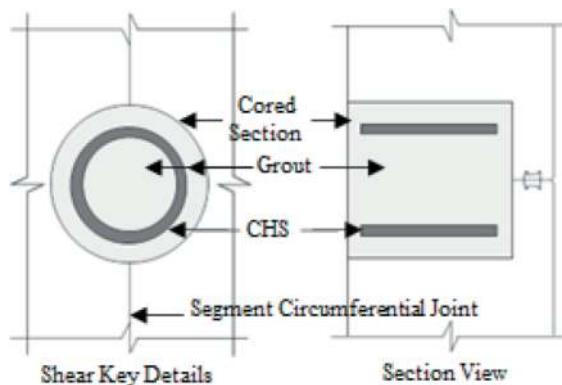 Cored
Section
Grout
CHS
Segment Circumferential Joint
Shear Key Details
Section View